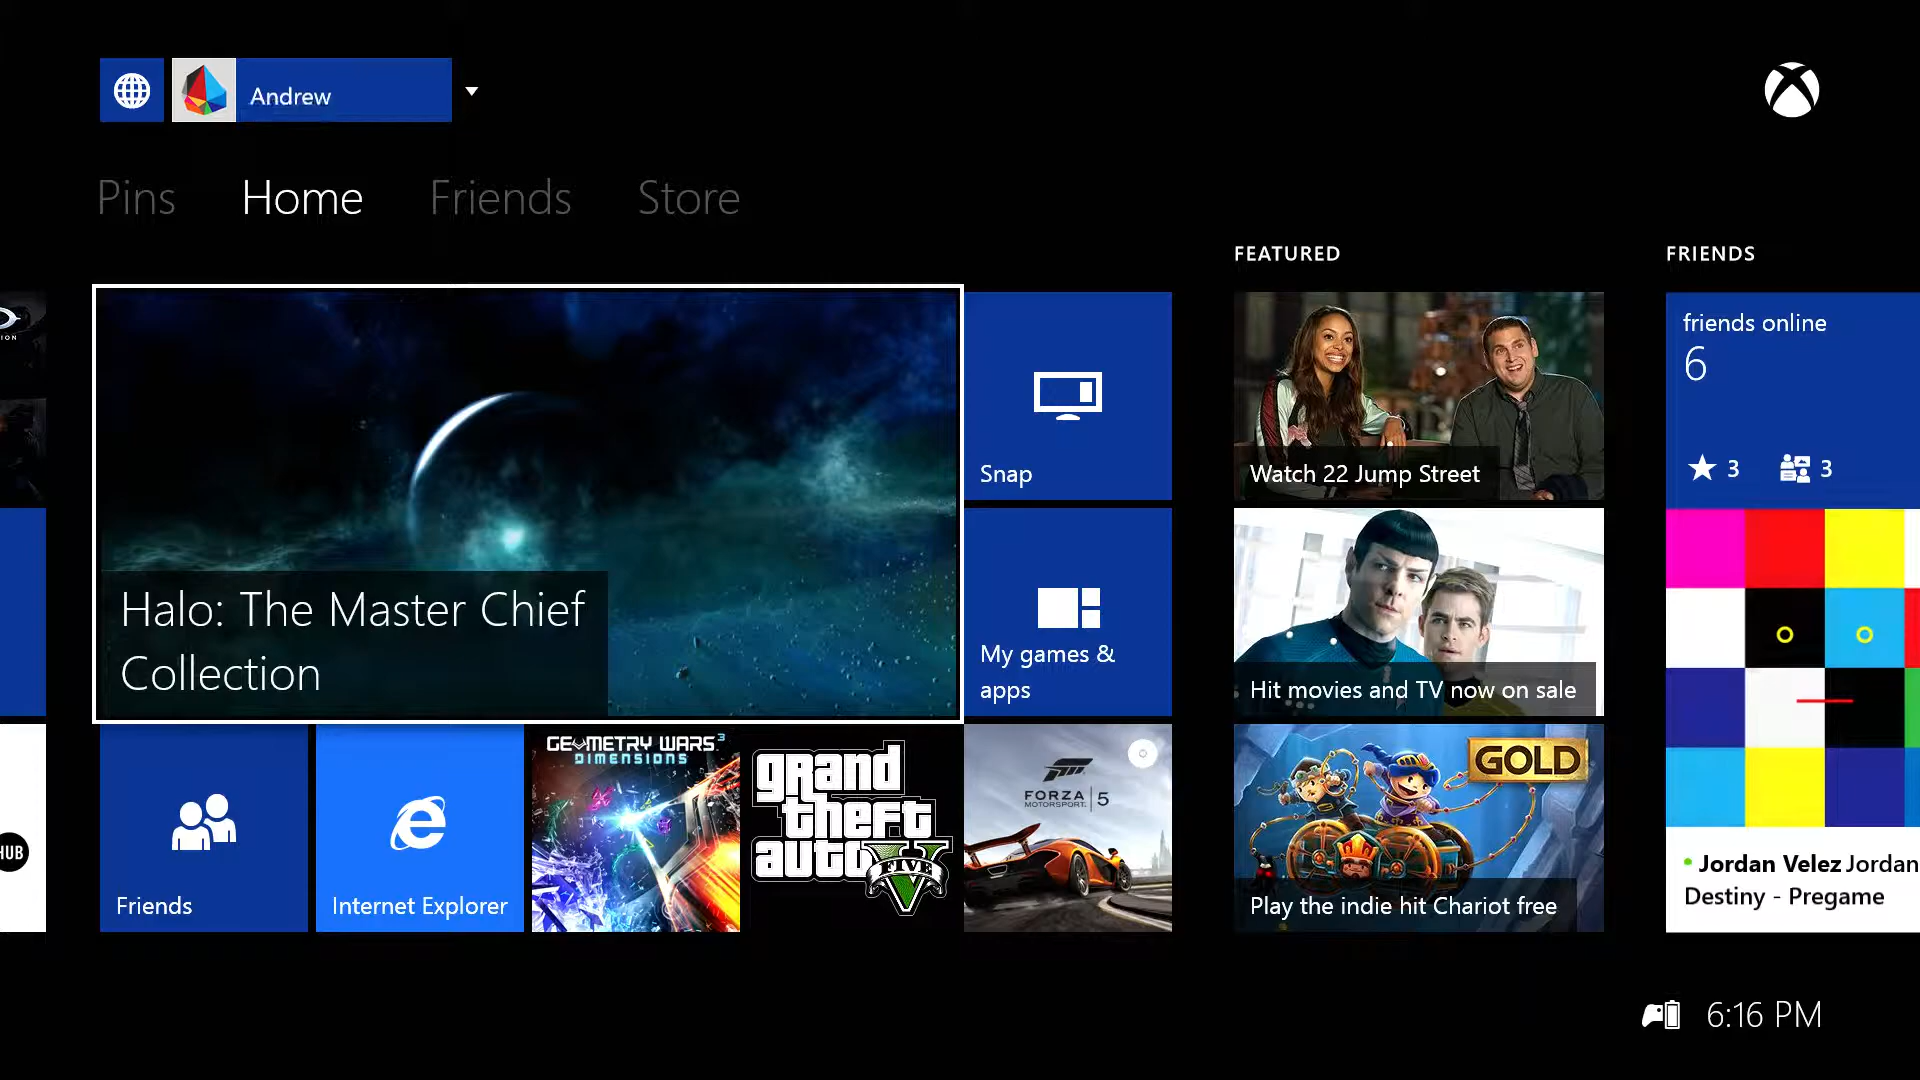 Andrew
Pins
Home
Friends
Store
FEATURED
FRIENDS
ION
Halo: The Master Chief
Collection
Snap
My games &
apps
Watch 22 Jump Street
Hit movies and TV now on sale
GOLD
Play the indie hit Chariot free
friends online
6
3
3
Jordan Velez Jordan
Destiny - Pregame
HUB
Friends
Internet Explorer
GEOMETRY WARS 3
DIMENSIONS
grand
theft
auto
FIVE
FORZA
MOTORSPORT. 5
6:16 PM